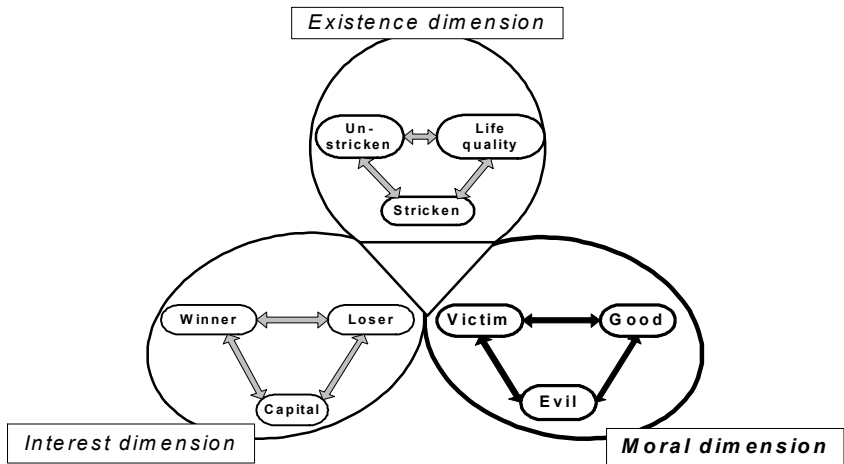 Existence dimension
Un-
stricken
Life
quality
Stricken
Winner
Loser
Capital
Victim
Good
Evil
Interest dimension
Moral dimension